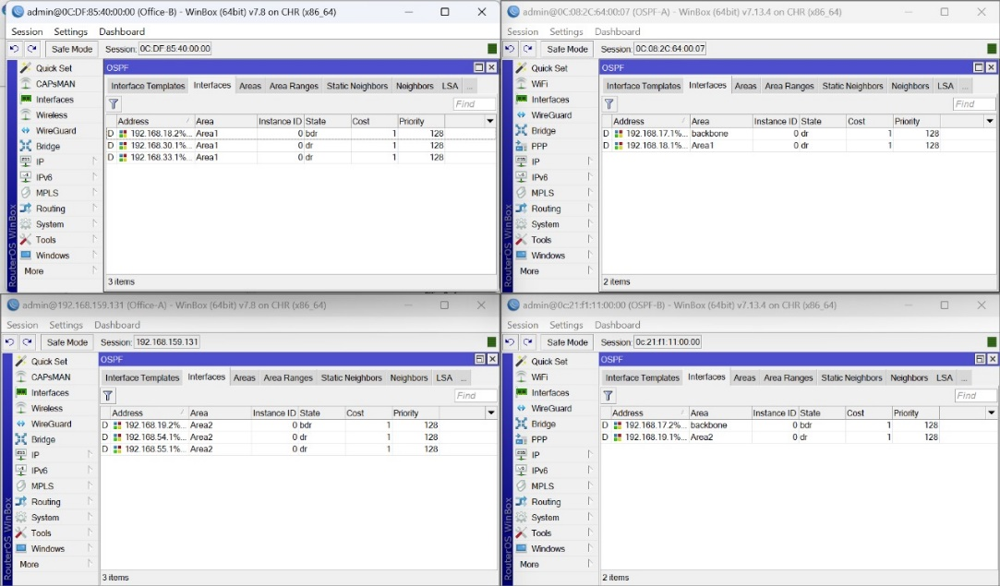 admin@0C:DF:85:40:00:00 (Office-B) - WinBox (64bit) v7.8 on CHR (x86_64)
Session Settings Dashboard
Safe Mode Session: 0C:DF:85:40:00:00
RouterOS WinBox
Quick Set
CAPsMAN
Interfaces
Wireless
WireGuard
Bridge
IP
IPv6
MPLS
Routing
System
Tools
Windows
More
OSPF
Interface Templates Interfaces Areas Area Ranges Static Neighbors Neighbors LSA ...
Find
Address Area Instance ID State Cost Priority
D 192.168.18.2%... Area1 0 bdr 1 128
D 192.168.30.1%... Area1 0 dr 1 128
D 192.168.33.1%... Area1 0 dr 1 128
3 items
admin@0C:08:2C:64:00:07 (OSPF-A) - WinBox (64bit) v7.13.4 on CHR (x86_64)
Session Settings Dashboard
Safe Mode Session: 0C:08:2C:64:00:07
RouterOS WinBox
Quick Set
WiFi
Interfaces
WireGuard
Bridge
PPP
IP
IPv6
MPLS
Routing
System
Tools
Windows
More
OSPF
Interface Templates Interfaces Areas Area Ranges Static Neighbors Neighbors LSA ...
Find
Address Area Instance ID State Cost Priority
D 192.168.17.1%... backbone 0 dr 1 128
D 192.168.18.1%... Area1 0 dr 1 128
2 items
admin@192.168.159.131 (Office-A) - WinBox (64bit) v7.8 on CHR (x86_64)
Session Settings Dashboard
Safe Mode Session: 192.168.159.131
RouterOS WinBox
Quick Set
CAPsMAN
Interfaces
Wireless
WireGuard
Bridge
IP
IPv6
MPLS
Routing
System
Tools
Windows
More
OSPF
Interface Templates Interfaces Areas Area Ranges Static Neighbors Neighbors LSA ...
Find
Address Area Instance ID State Cost Priority
D 192.168.19.2%... Area2 0 bdr 1 128
D 192.168.54.1%... Area2 0 dr 1 128
D 192.168.55.1%... Area2 0 dr 1 128
3 items
admin@0c:21:f1:11:00:00 (OSPF-B) - WinBox (64bit) v7.13.4 on CHR (x86_64)
Session Settings Dashboard
Safe Mode Session: 0c:21:f1:11:00:00
RouterOS WinBox
Quick Set
WiFi
Interfaces
WireGuard
Bridge
PPP
IP
IPv6
MPLS
Routing
System
Tools
Windows
More
OSPF
Interface Templates Interfaces Areas Area Ranges Static Neighbors Neighbors LSA ...
Find
Address Area Instance ID State Cost Priority
D 192.168.17.2%... backbone 0 bdr 1 128
D 192.168.19.1%... Area2 0 dr 1 128
2 items